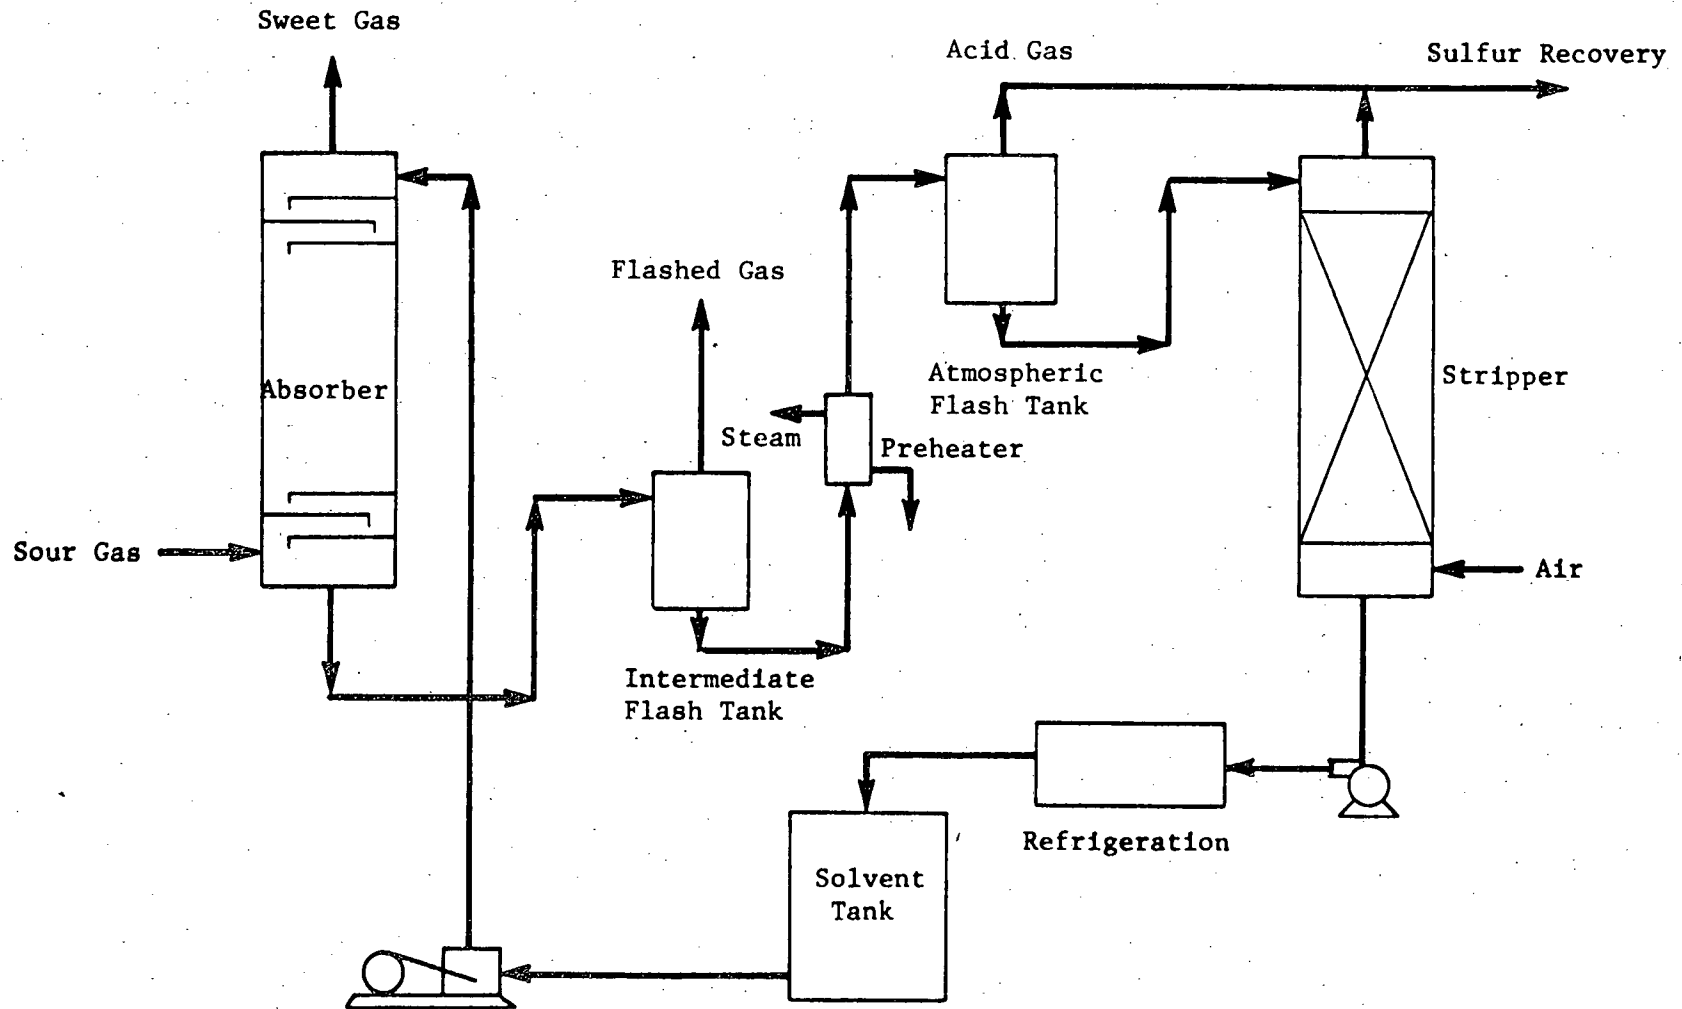 Sweet Gas
Acid Gas
Sulfur Recovery
Flashed Gas
Absorber
Atmospheric
Flash Tank
Stripper
Steam
Preheater
Sour Gas
Air
Intermediate
Flash Tank
Refrigeration
Solvent
Tank